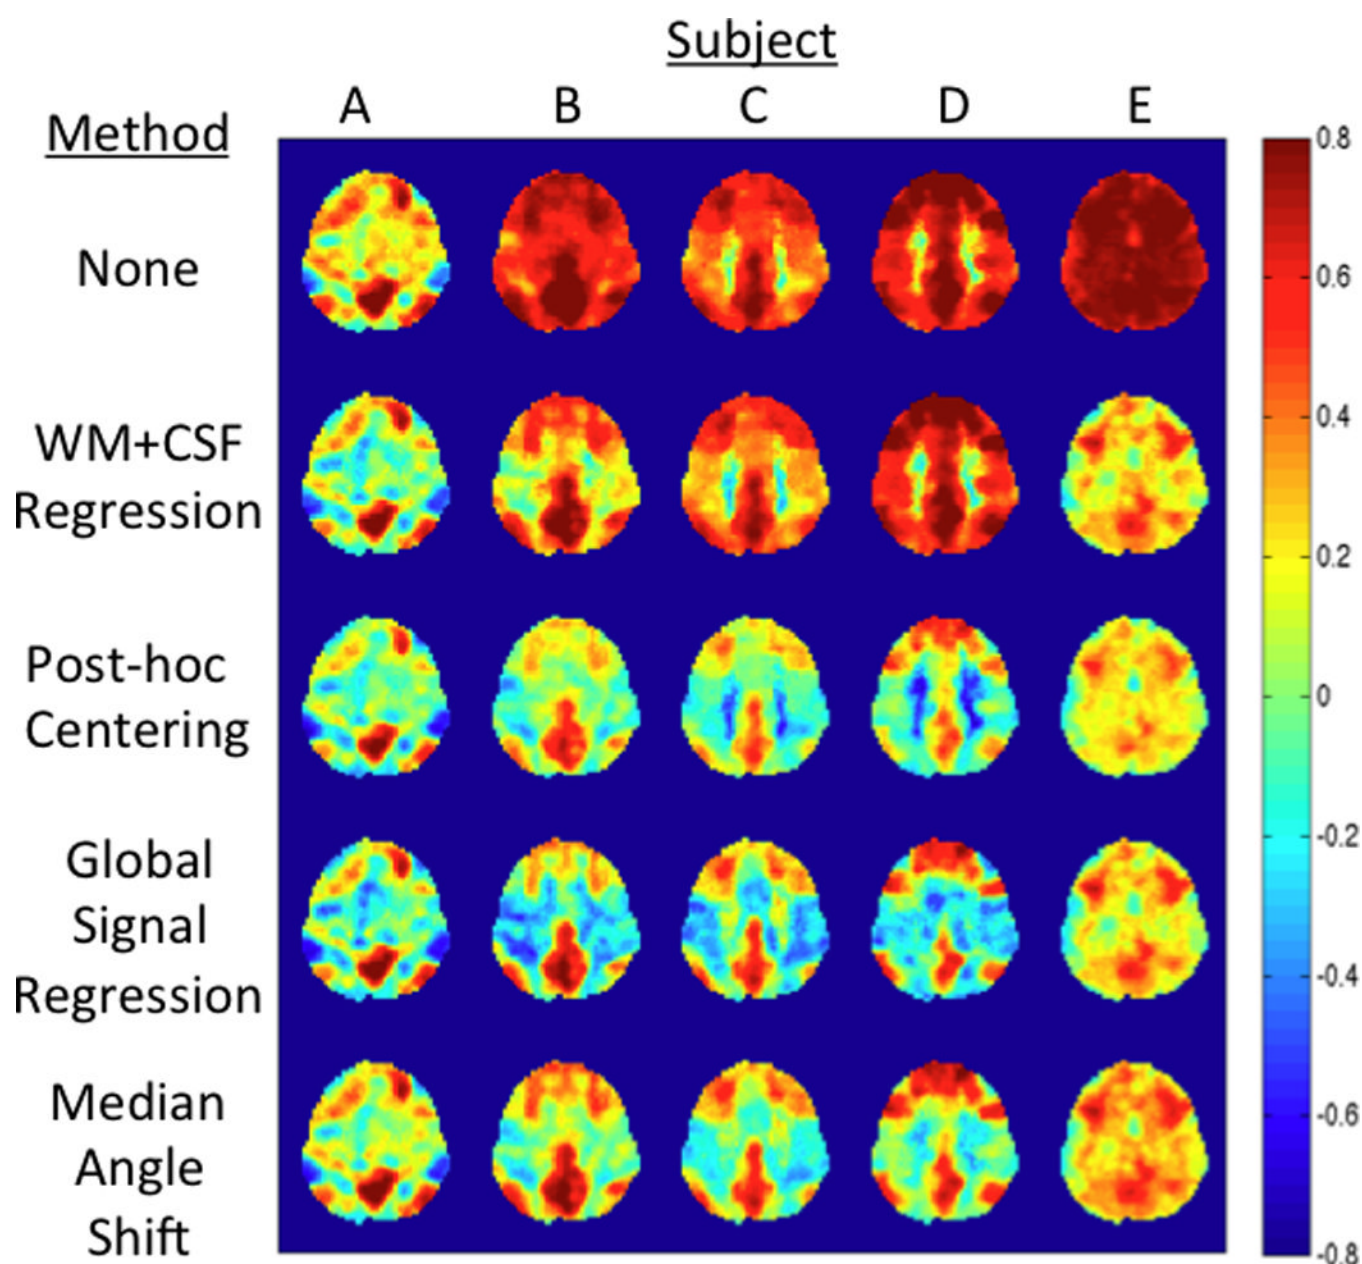 Subject
A B C D E
Method
None
WM+CSF
Regression
Post-hoc
Centering
Global
Signal
Regression
Median
Angle
Shift
0.8
0.6
0.4
0.2
0
-0.2
-0.4
-0.6
-0.8